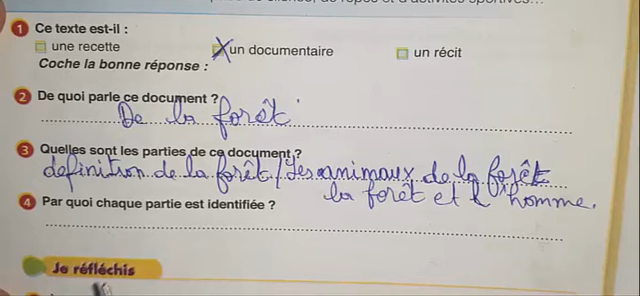 1 Ce texte est-il :
une recette un documentaire un récit
Coche la bonne réponse :
2 De quoi parle ce document ?
De la forêt
3 Quelles sont les parties de ce document ?
définition de la forêt / les animaux de la forêt
la forêt et l'homme.
4 Par quoi chaque partie est identifiée ?
Je réfléchis